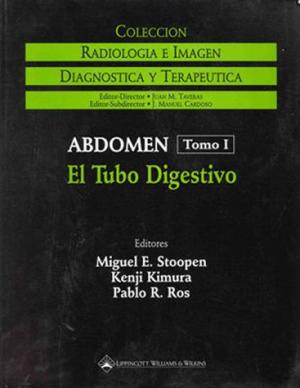 COLECCIÓN
RADIOLOGIA E IMAGEN
DIAGNOSTICA Y TERAPEUTICA
Editor-Director • JUAN M. TAVERAS
Editor-Subdirector • J. MANUEL CARDOSO
ABDOMEN Tomo I
El Tubo Digestivo
Editores
Miguel E. Stoopen
Kenji Kimura
Pablo R. Ros
LIPPINCOTT WILLIAMS & WILKINS